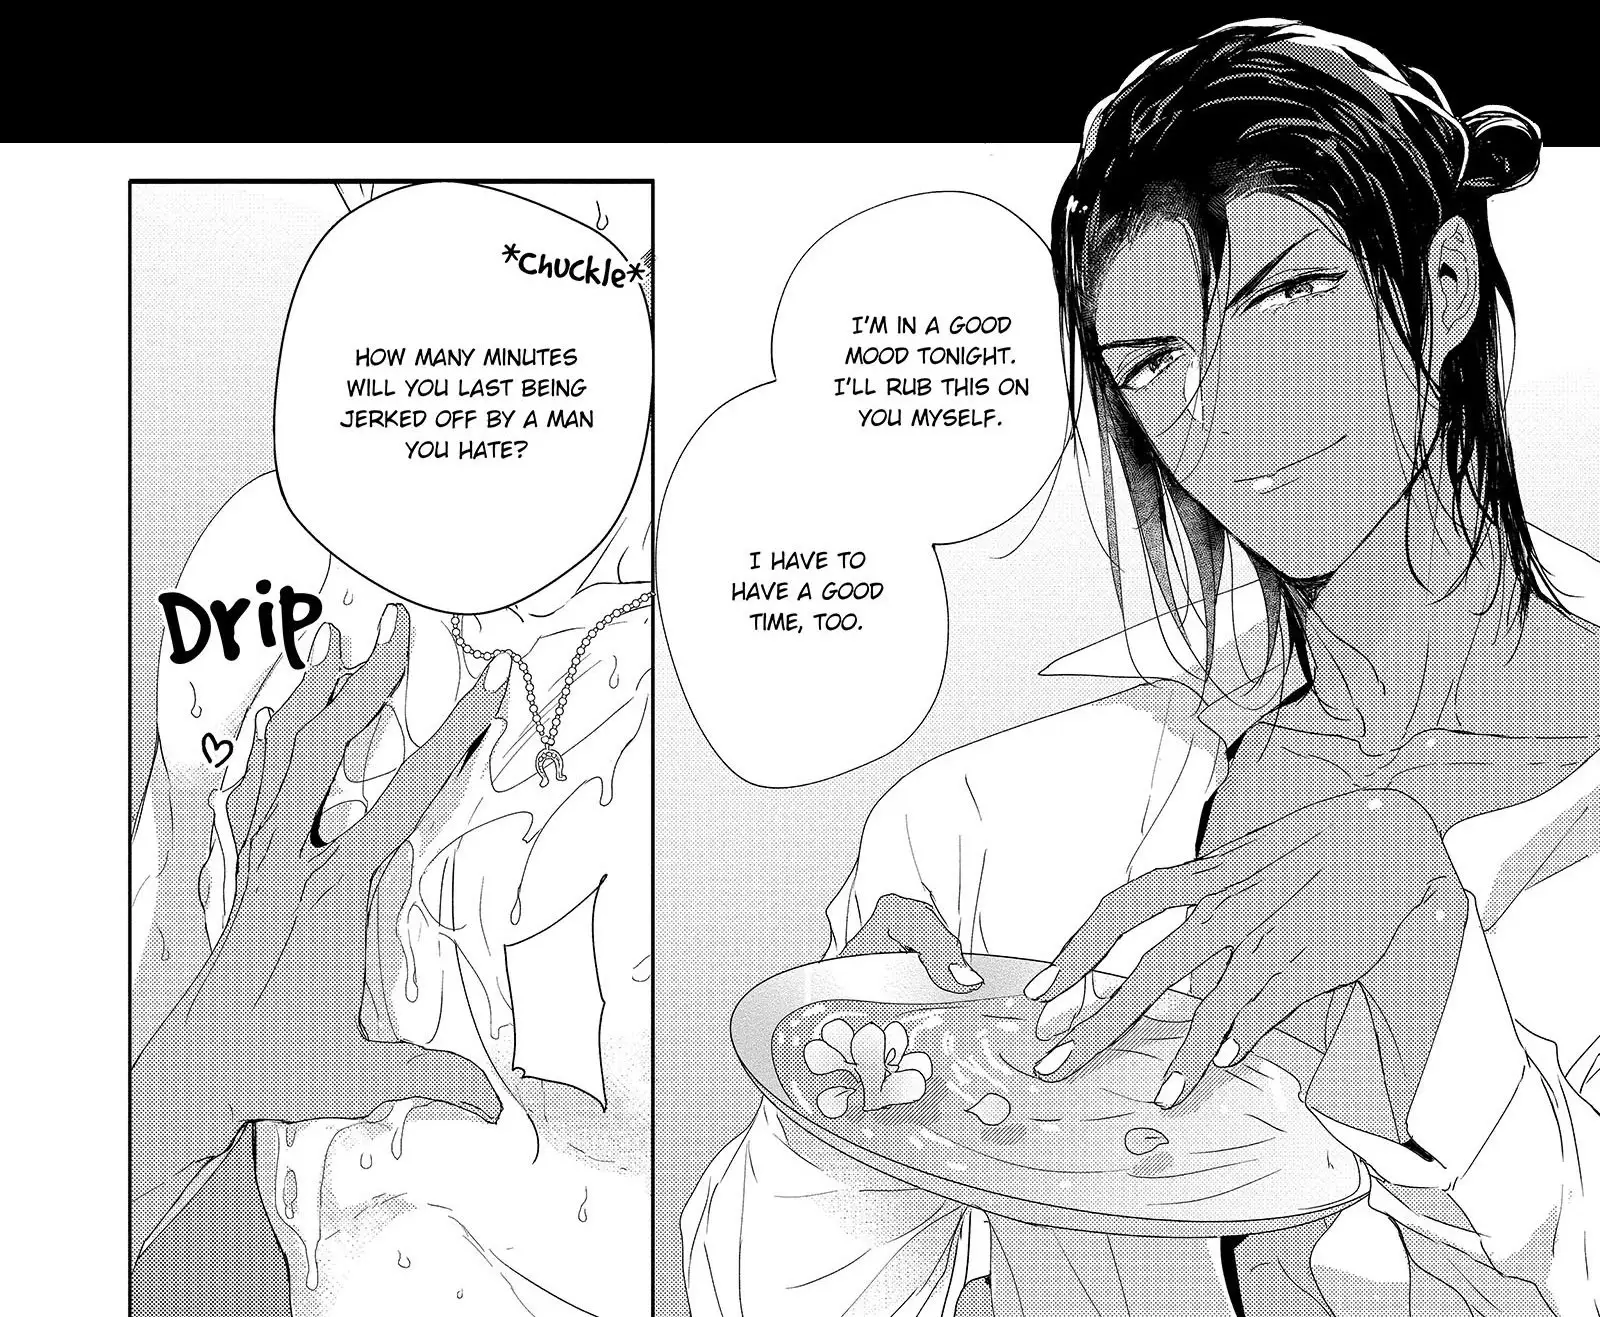 I'M IN A GOOD
MOOD TONIGHT.
I'LL RUB THIS ON
YOU MYSELF.
I HAVE TO
HAVE A GOOD
TIME, TOO.
*CHUCKLE*
HOW MANY MINUTES
WILL YOU LAST BEING
JERKED OFF BY A MAN
YOU HATE?
Drip